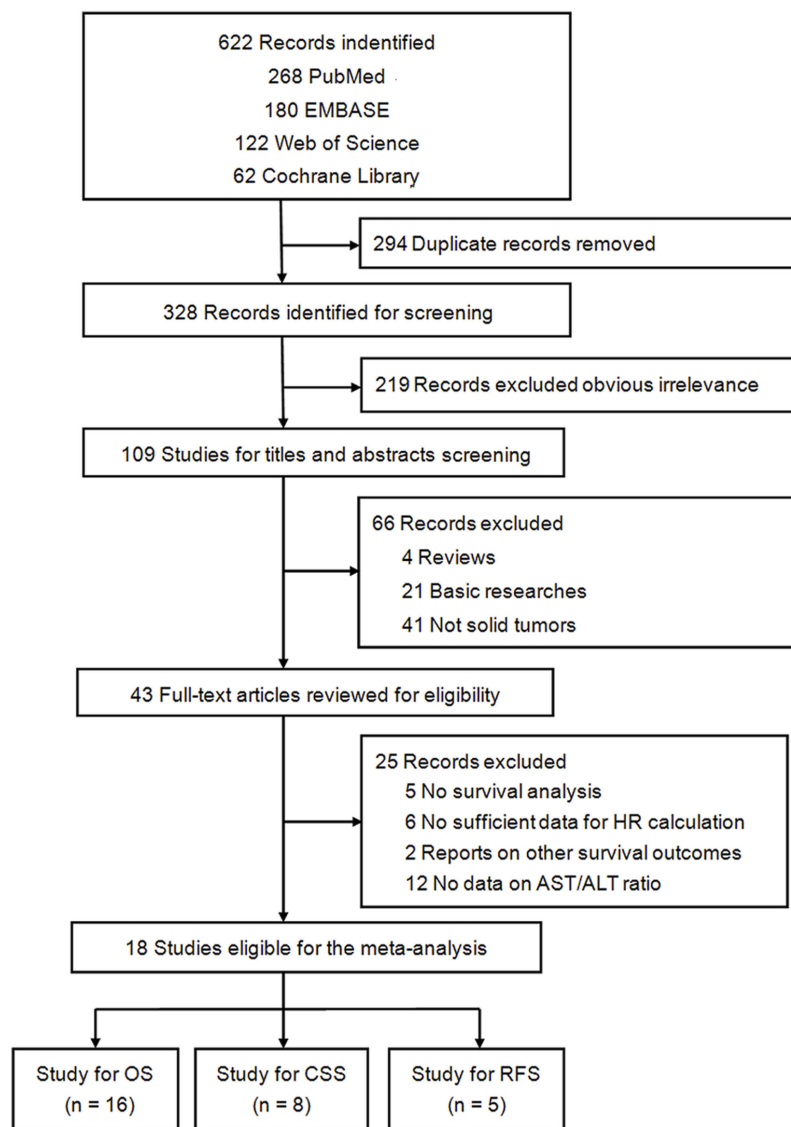 622 Records indentified
268 PubMed
180 EMBASE
122 Web of Science
62 Cochrane Library
294 Duplicate records removed
328 Records identified for screening
219 Records excluded obvious irrelevance
109 Studies for titles and abstracts screening
66 Records excluded
4 Reviews
21 Basic researches
41 Not solid tumors
43 Full-text articles reviewed for eligibility
25 Records excluded
5 No survival analysis
6 No sufficient data for HR calculation
2 Reports on other survival outcomes
12 No data on AST/ALT ratio
18 Studies eligible for the meta-analysis
Study for OS
(n = 16)
Study for CSS
(n = 8)
Study for RFS
(n = 5)